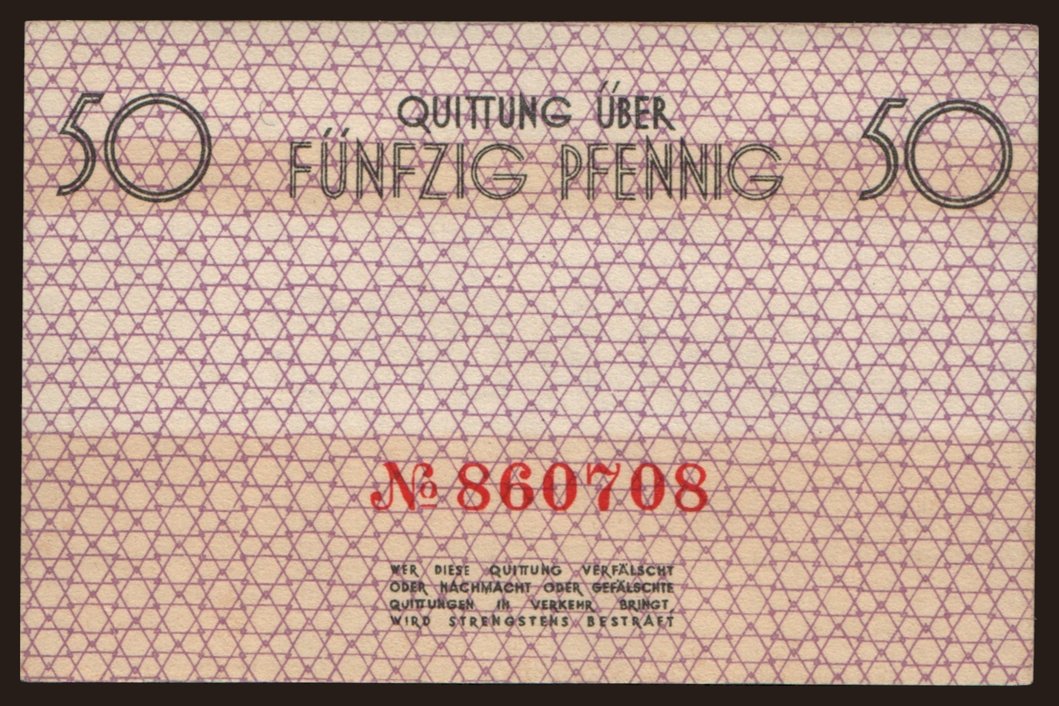 50 QUITTUNG ÜBER 50
FÜNFZIG PFENNIG
№ 860708
WER DIESE QUITTUNG VERFÄLSCHT
ODER NACHMACHT ODER GEFÄLSCHTE
QUITTUNGEN IN VERKEHR BRINGT,
WIRD STRENGSTENS BESTRAFT